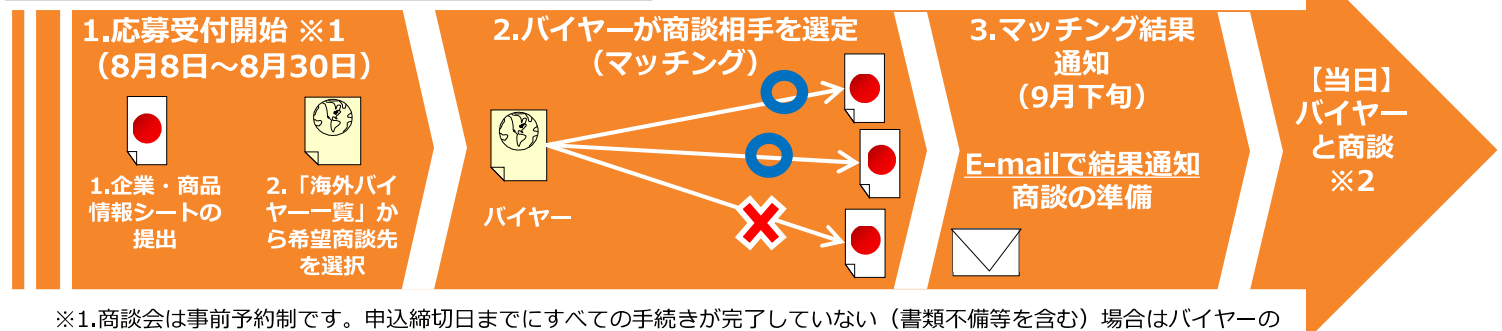 1.応募受付開始 ※1
(8月8日～8月30日)
1.企業・商品
情報シートの
提出
2.「海外バイ
ヤー一覧」か
ら希望商談先
を選択
2.バイヤーが商談相手を選定
(マッチング)
バイヤー
3.マッチング結果
通知
(9月下旬)
E-mailで結果通知
商談の準備
【当日】
バイヤー
と商談
※2
※1.商談会は事前予約制です。申込締切日までにすべての手続きが完了していない（書類不備等を含む）場合はバイヤーの